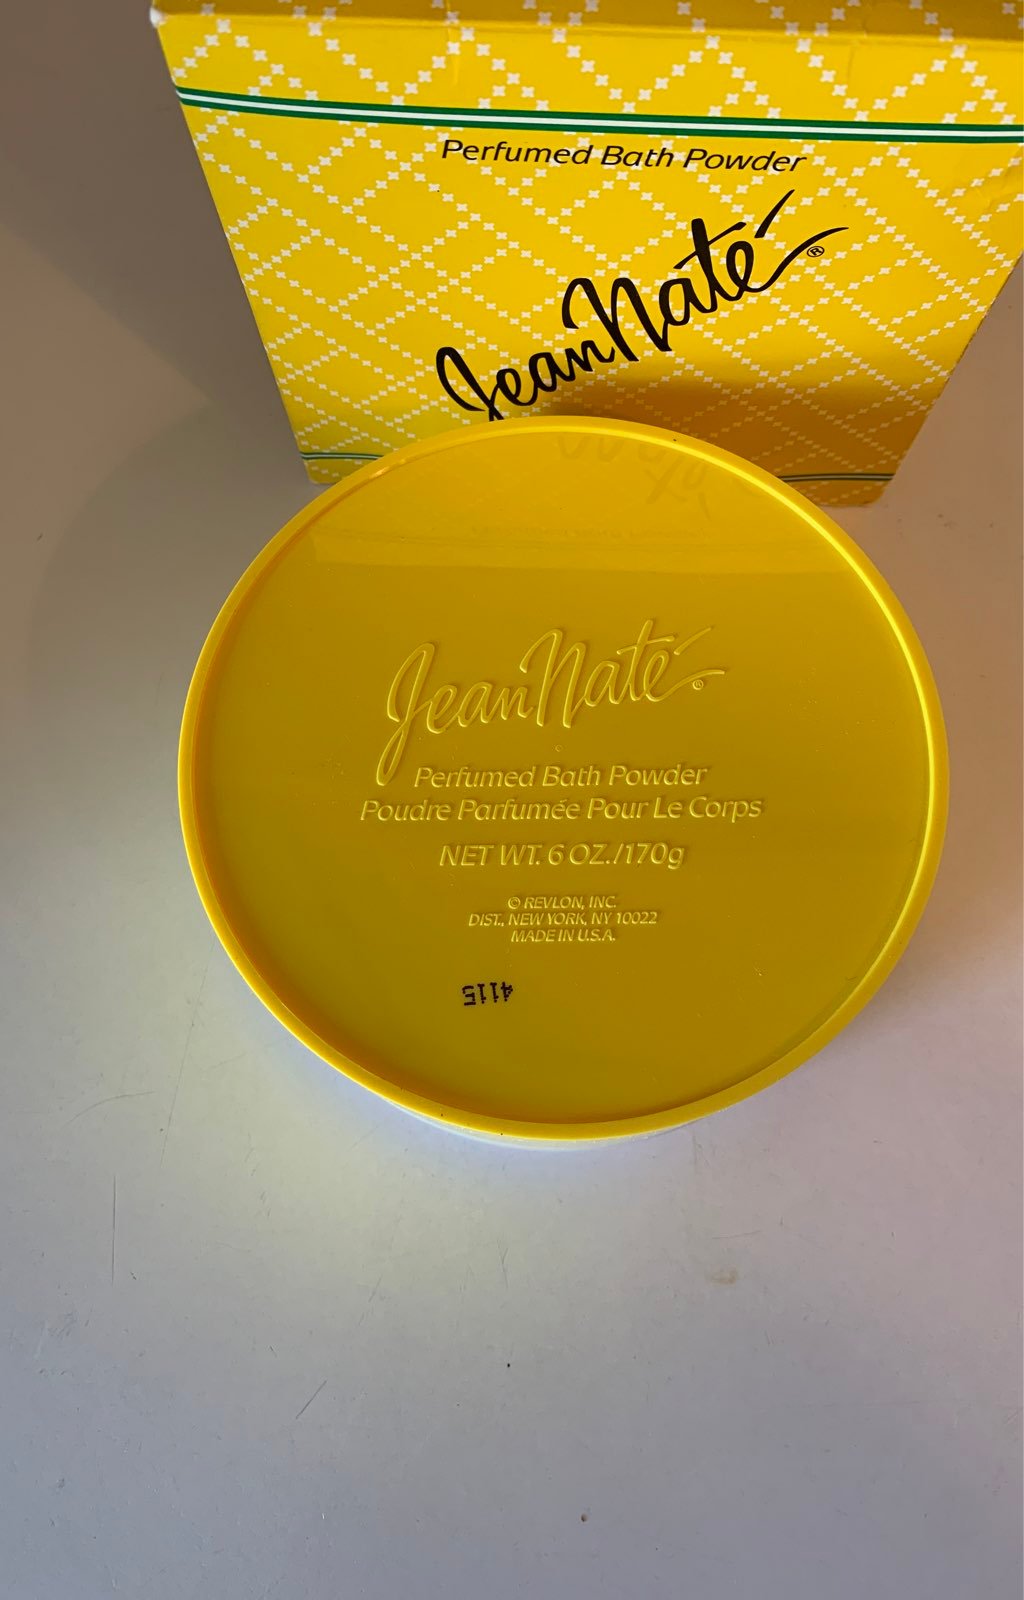 Perfumed Bath Powder
Jean Naté®
Jean Naté®
Perfumed Bath Powder
Poudre Parfumée Pour Le Corps
NET WT. 6 OZ./170g
© REVLON, INC.
DIST., NEW YORK, NY 10022
MADE IN U.S.A.
4115